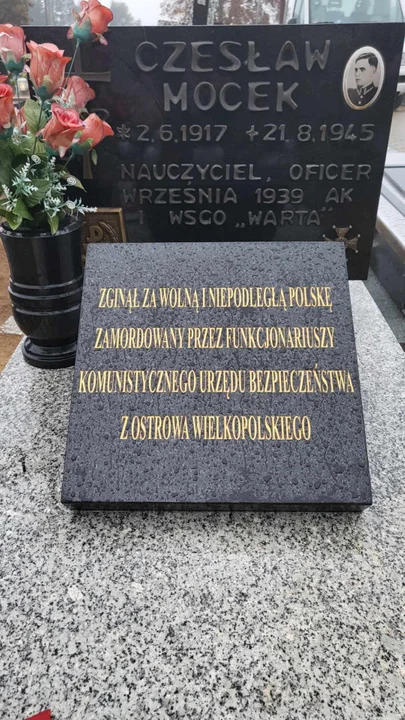 CZESŁAW
MOCEK
*2.6.1917 +21.8.1945
NAUCZYCIEL, OFICER
WRZEŚNIA 1939 AK
I WSGO „WARTA"
ZGINĄŁ ZA WOLNĄ I NIEPODLEGŁĄ POLSKĘ
ZAMORDOWANY PRZEZ FUNKCJONARIUSZY
KOMUNISTYCZNEGO URZĘDU BEZPIECZEŃSTWA
Z OSTROWA WIELKOPOLSKIEGO